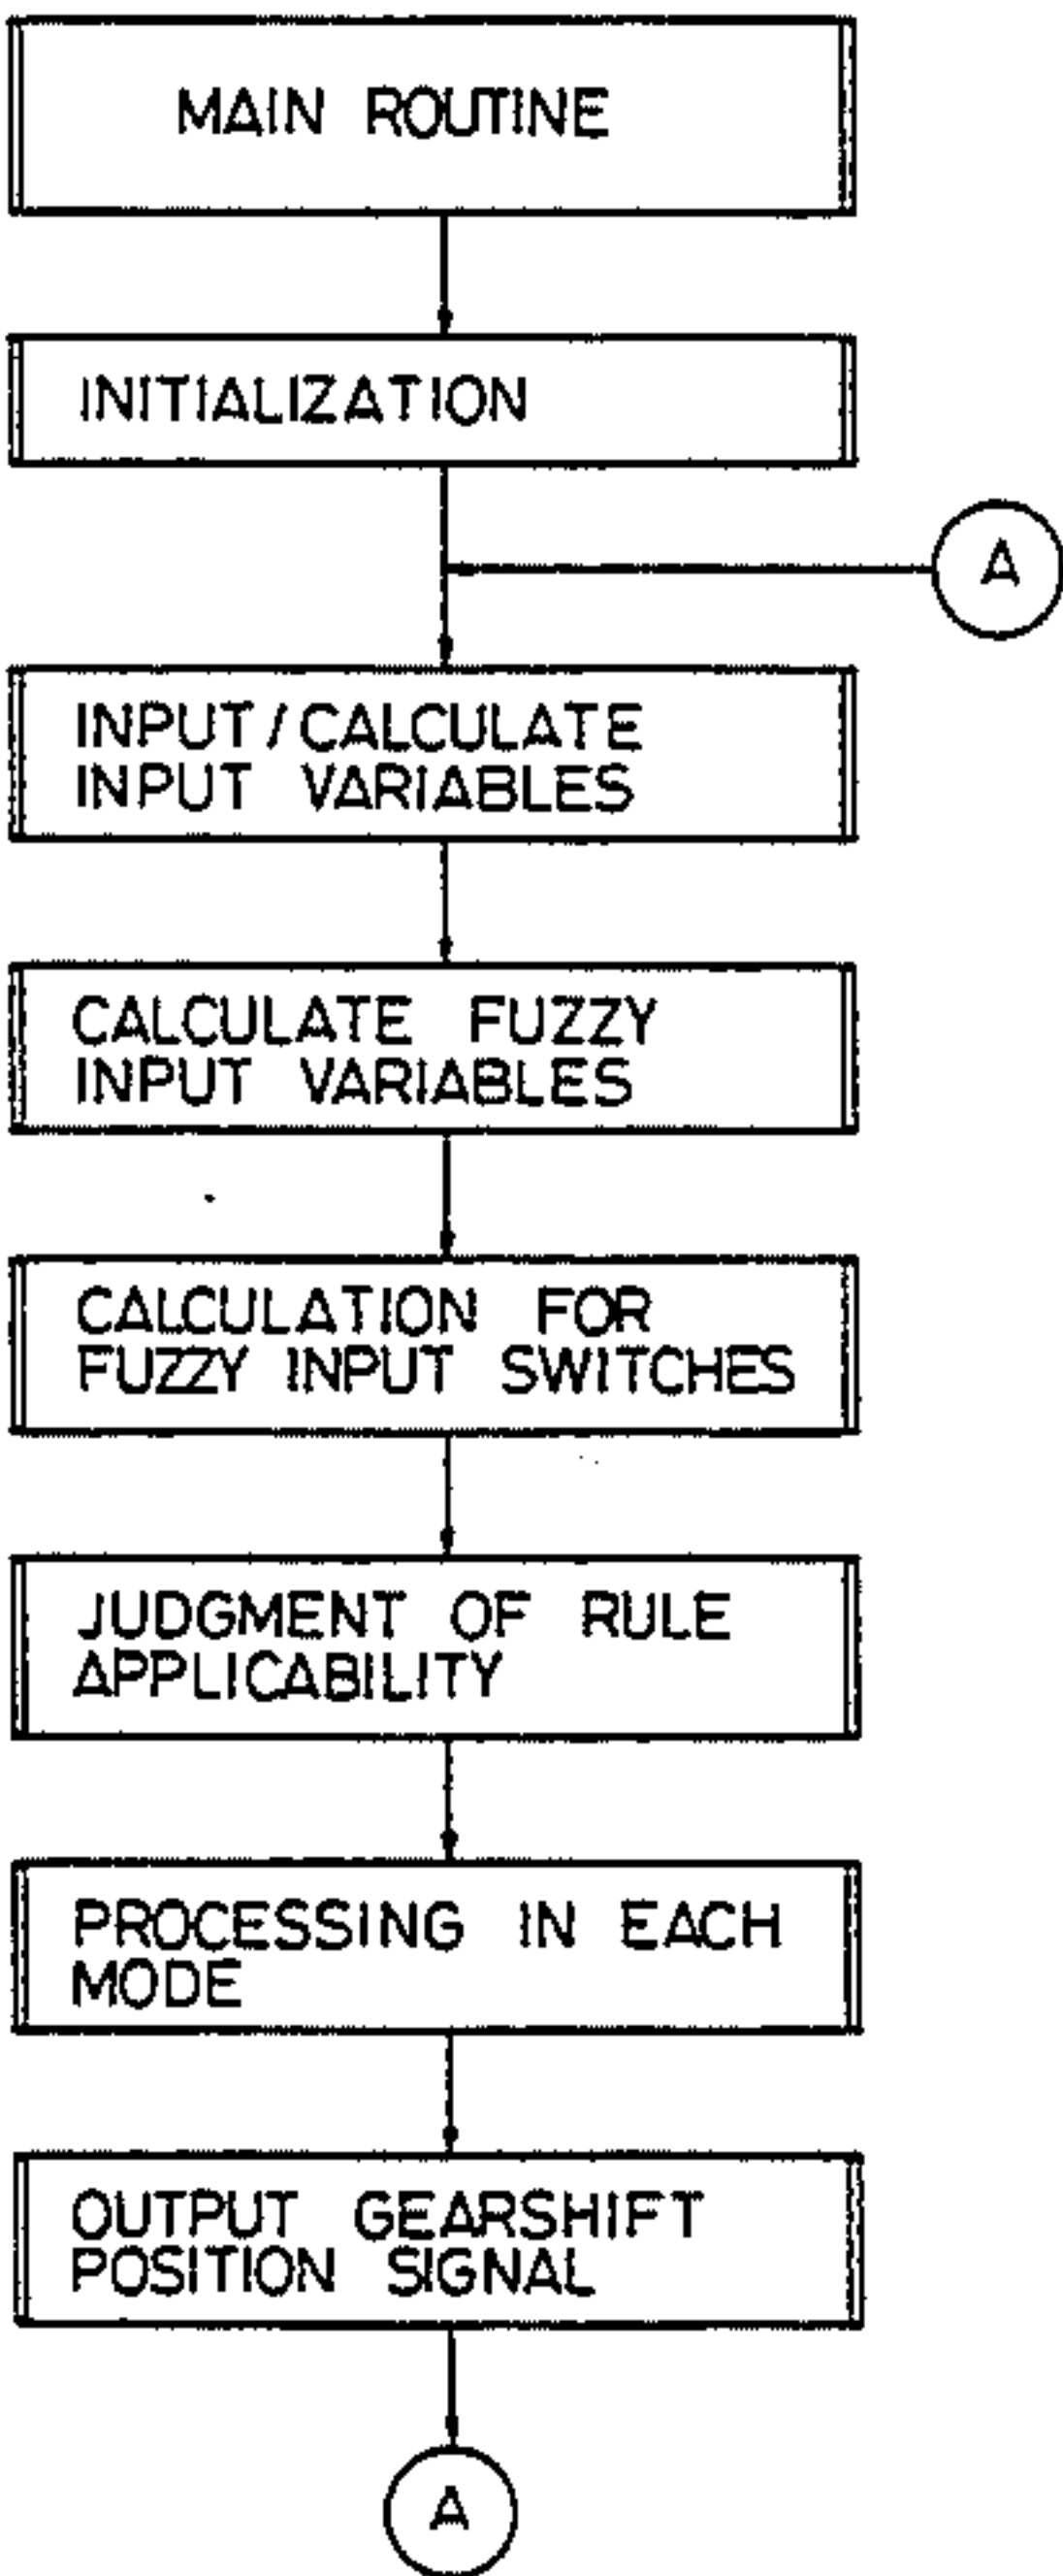 MAIN ROUTINE
INITIALIZATION
A
INPUT/CALCULATE
INPUT VARIABLES
CALCULATE FUZZY
INPUT VARIABLES
CALCULATION FOR
FUZZY INPUT SWITCHES
JUDGMENT OF RULE
APPLICABILITY
PROCESSING IN EACH
MODE
OUTPUT GEARSHIFT
POSITION SIGNAL
A